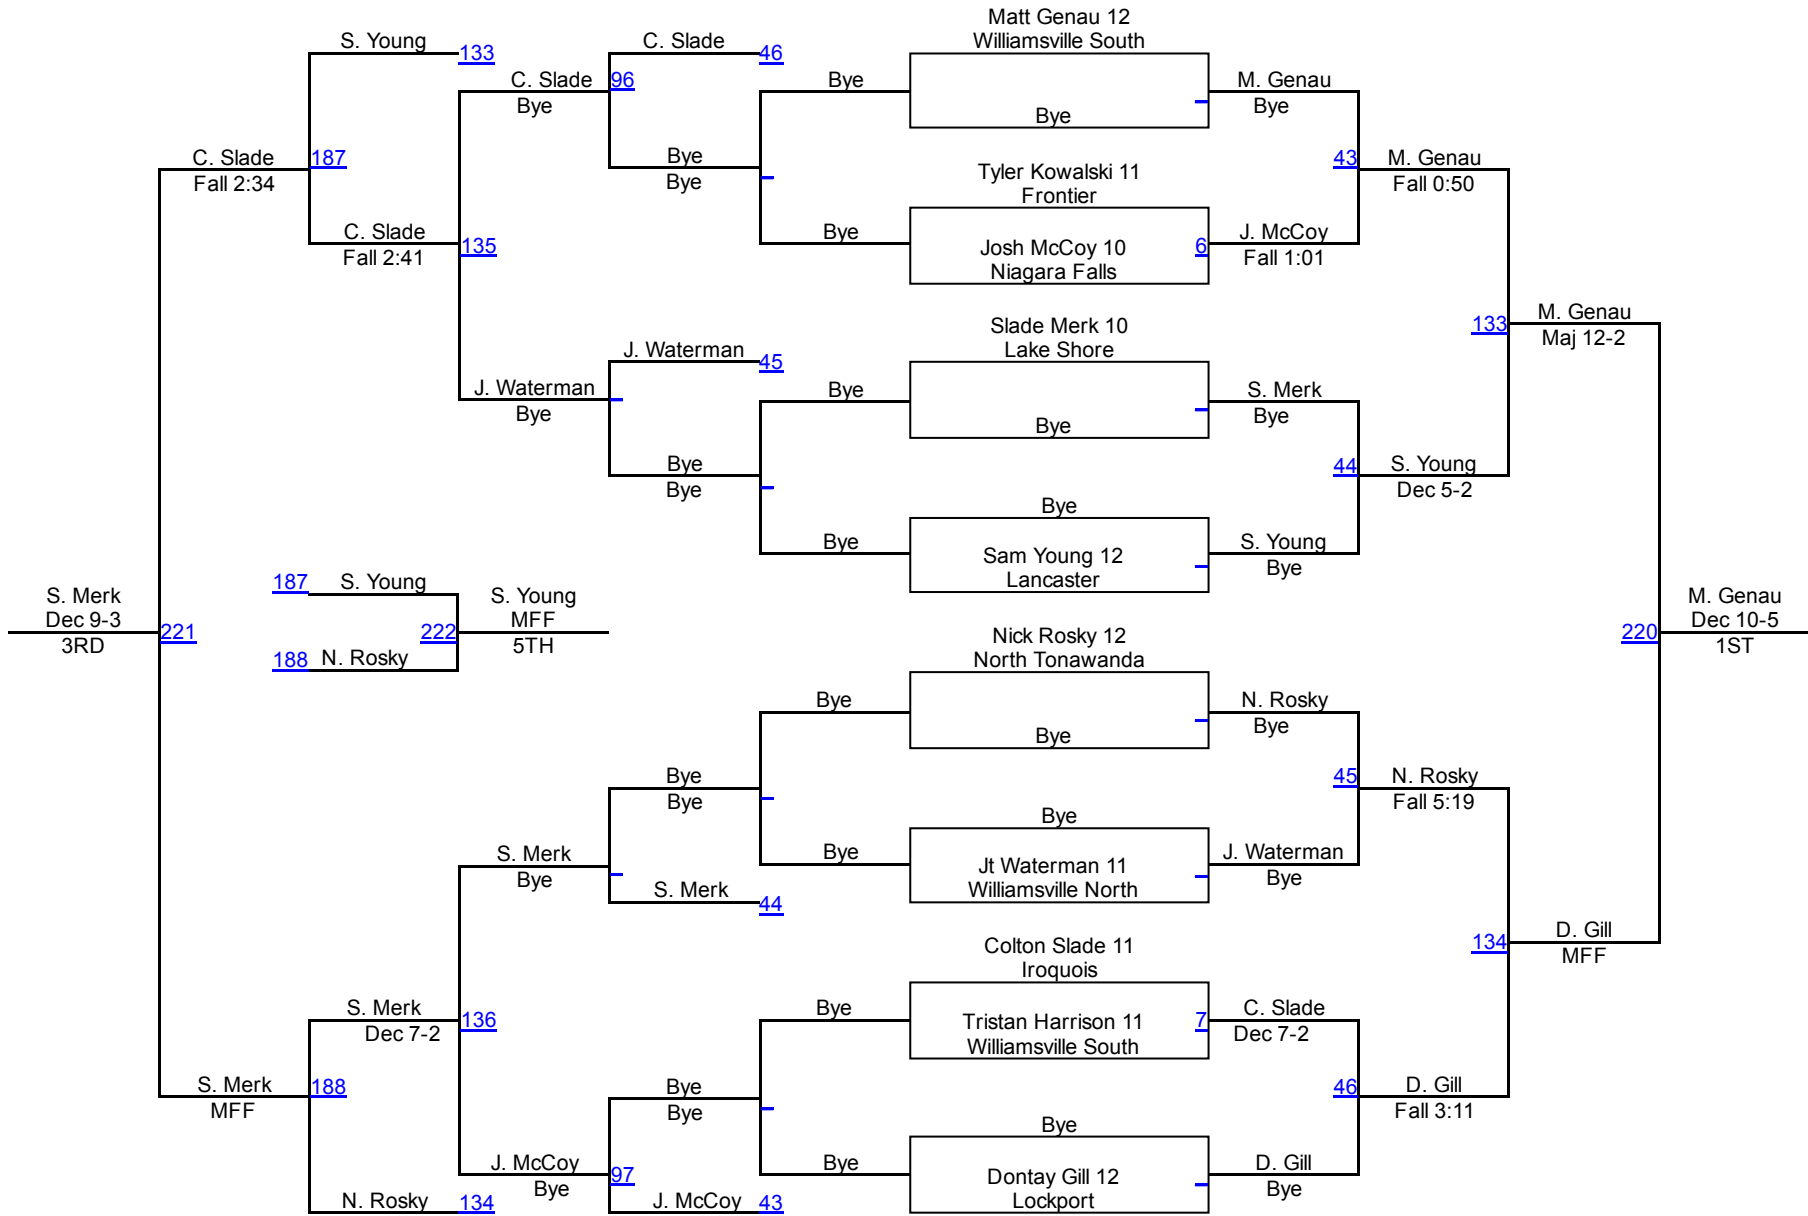 Matt Genau 12
Williamsville South
S. Young
133
C. Slade
46
C. Slade
96
Bye
Bye
Bye
M. Genau
Bye
C. Slade
187
Fall 2:34
Bye
Bye
Tyler Kowalski 11
Frontier
43
M. Genau
Fall 0:50
C. Slade
135
Fall 2:41
Bye
Josh McCoy 10
Niagara Falls
6
J. McCoy
Fall 1:01
Slade Merk 10
Lake Shore
133
M. Genau
Maj 12-2
J. Waterman
45
J. Waterman
Bye
Bye
Bye
S. Merk
Bye
Bye
Bye
44
S. Young
Dec 5-2
Bye
Bye
Sam Young 12
Lancaster
S. Young
Bye
187
S. Young
S. Merk
Dec 9-3
3RD
221
222
S. Young
MFF
5TH
188
N. Rosky
Nick Rosky 12
North Tonawanda
220
M. Genau
Dec 10-5
1ST
Bye
Bye
N. Rosky
Bye
Bye
Bye
45
N. Rosky
Fall 5:19
Bye
S. Merk
Bye
Bye
Jt Waterman 11
Williamsville North
J. Waterman
Bye
S. Merk
44
Colton Slade 11
Iroquois
134
D. Gill
MFF
S. Merk
136
Dec 7-2
Bye
Tristan Harrison 11
Williamsville South
7
C. Slade
Dec 7-2
S. Merk
188
MFF
Bye
Bye
46
D. Gill
Fall 3:11
Bye
J. McCoy
97
Bye
Bye
Dontay Gill 12
Lockport
D. Gill
Bye
N. Rosky
134
J. McCoy
43